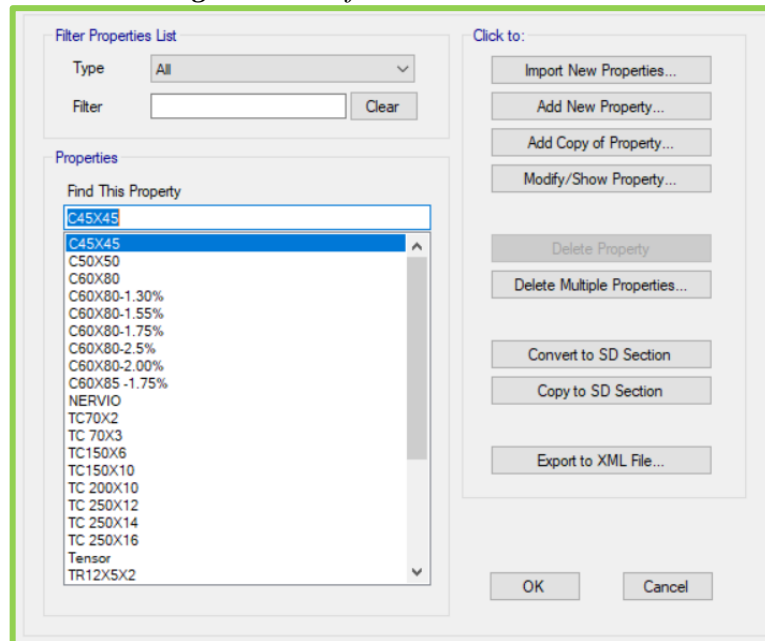 Filter Properties List
Type All
Filter Clear
Properties
Find This Property
C45X45
C45X45
C50X50
C60X80
C60X80-1.30%
C60X80-1.55%
C60X80-1.75%
C60X80-2.5%
C60X80-2.00%
C60X85 -1.75%
NERVIO
TC70X2
TC 70X3
TC150X6
TC150X10
TC 200X10
TC 250X12
TC 250X14
TC 250X16
Tensor
TR12X5X2
Click to:
Import New Properties...
Add New Property...
Add Copy of Property...
Modify/Show Property...
Delete Property
Delete Multiple Properties...
Convert to SD Section
Copy to SD Section
Export to XML File...
OK Cancel